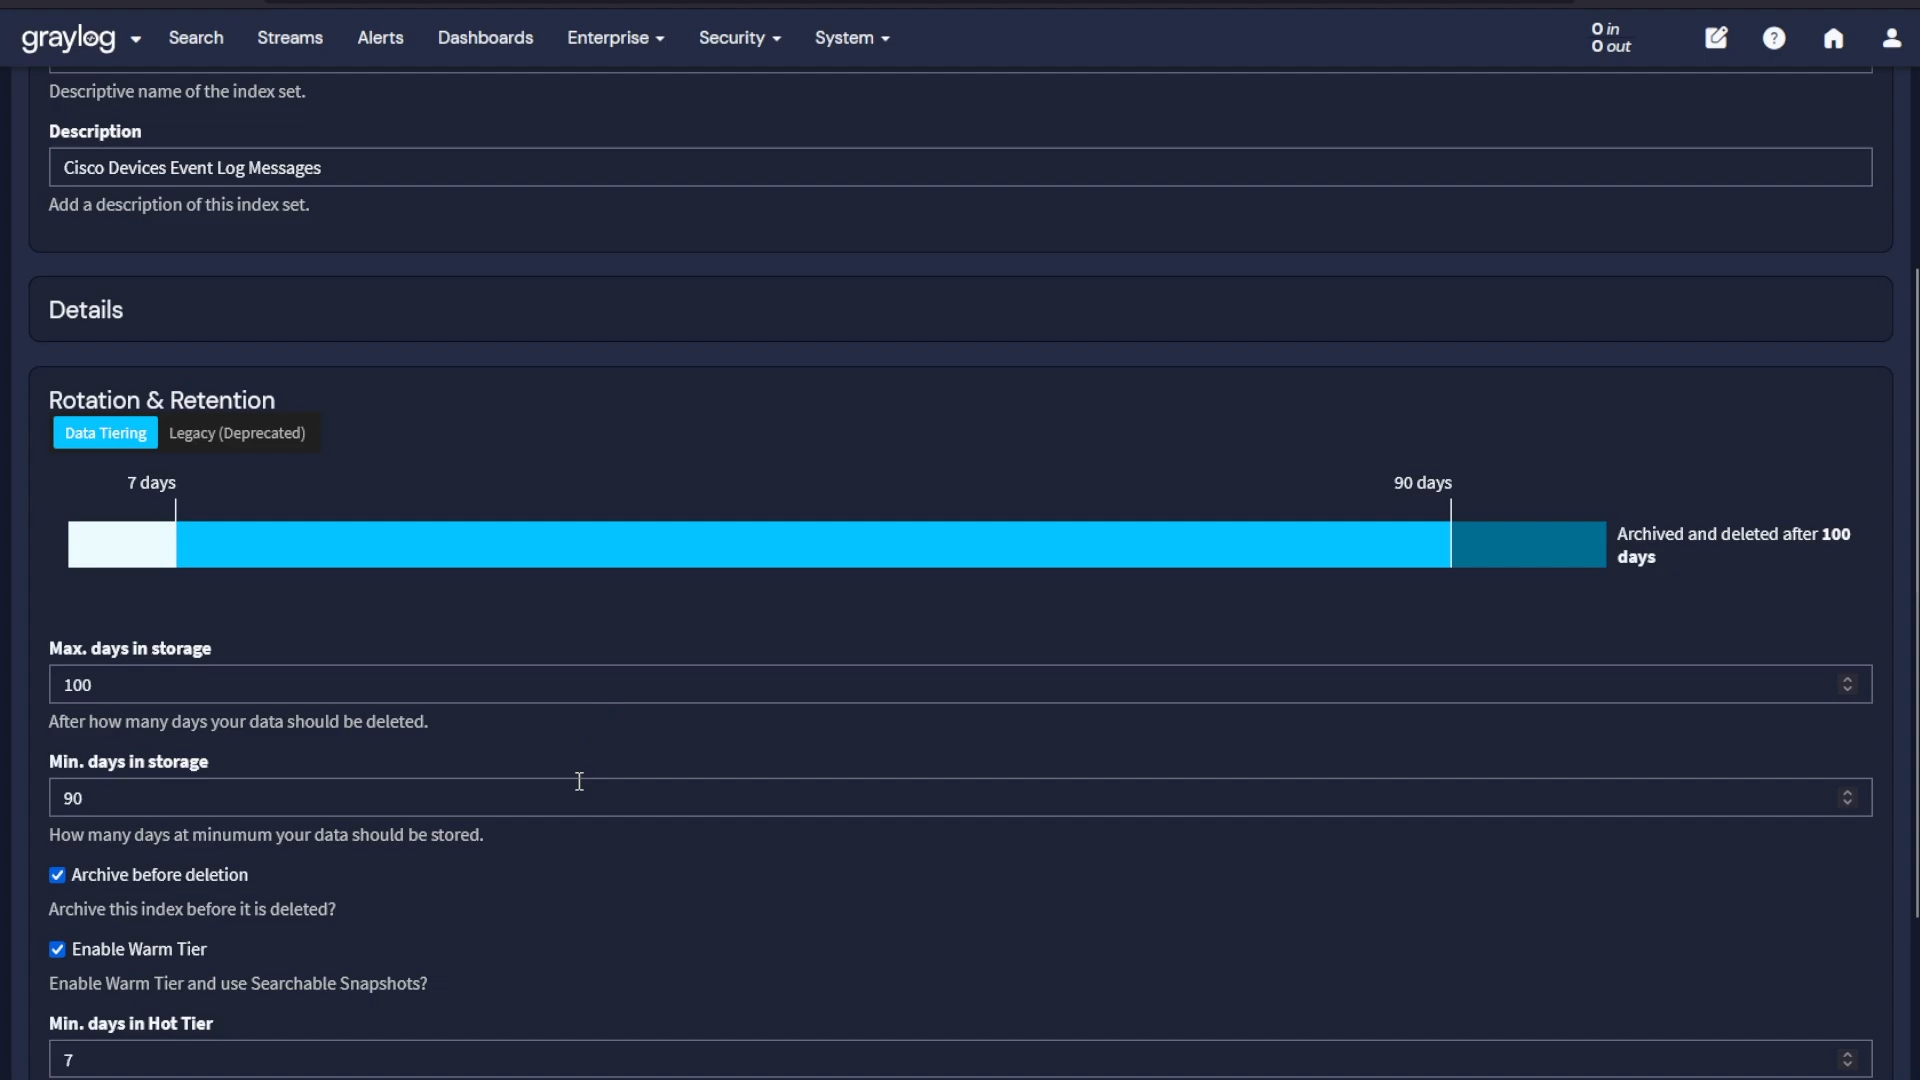 graylog Search Streams Alerts Dashboards Enterprise Security System 0 in
0 out
Descriptive name of the index set.
Description
Cisco Devices Event Log Messages
Add a description of this index set.
Details
Rotation & Retention
Data Tiering Legacy (Deprecated)
7 days 90 days
Archived and deleted after 100
days
Max. days in storage
100
After how many days your data should be deleted.
Min. days in storage
90
How many days at minumum your data should be stored.
Archive before deletion
Archive this index before it is deleted?
Enable Warm Tier
Enable Warm Tier and use Searchable Snapshots?
Min. days in Hot Tier
7